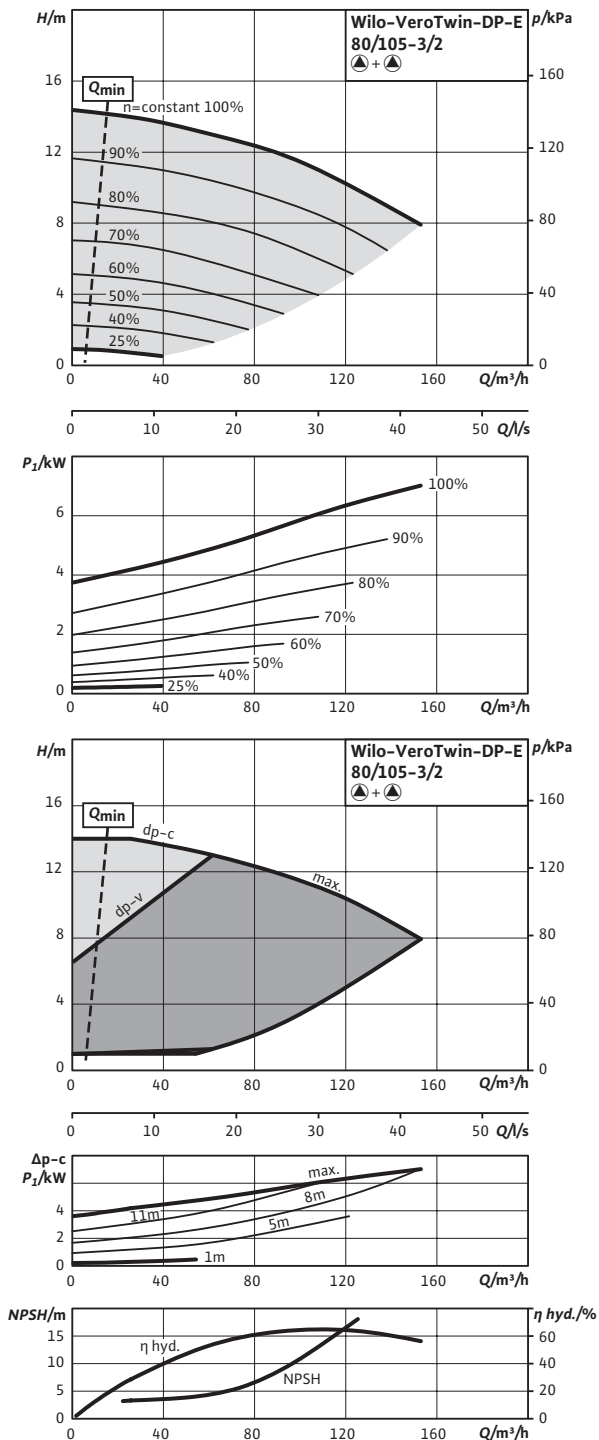 H/m
Wilo-VeroTwin-DP-E p/kPa
80/105-3/2
+
16 160
Qmin
n=constant 100%
12 120
90%
80%
8 80
70%
60%
4 40
50%
40%
25%
0 0
0 40 80 120 160 Q/m³/h
0 10 20 30 40 50 Q/l/s
P1/kW
100%
6
90%
4
80%
70%
2
60%
50%
40%
25%
0
0 40 80 120 160 Q/m³/h
H/m
Wilo-VeroTwin-DP-E p/kPa
80/105-3/2
+
16 160
Qmin
dp-c
12 120
max.
dp-v
8 80
4 40
0 0
0 40 80 120 160 Q/m³/h
0 10 20 30 40 50 Q/l/s
Δp-c
P1/kW
max.
4
11m
8m
2
5m
1m
0
0 40 80 120 160 Q/m³/h
NPSH/m η hyd./%
15 60
η hyd.
10 40
NPSH
5 20
0 0
0 40 80 120 160 Q/m³/h